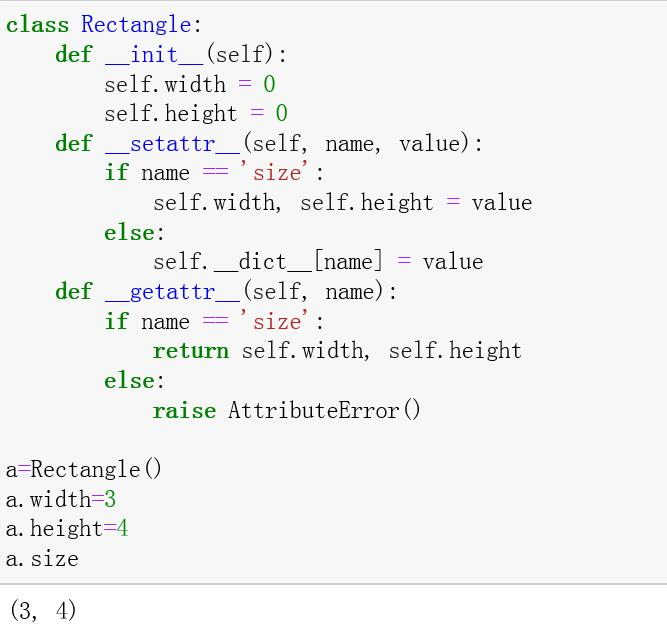 class Rectangle:
    def __init__(self):
        self.width = 0
        self.height = 0
    def __setattr__(self, name, value):
        if name == 'size':
            self.width, self.height = value
        else:
            self.__dict__[name] = value
    def __getattr__(self, name):
        if name == 'size':
            return self.width, self.height
        else:
            raise AttributeError()

a=Rectangle()
a.width=3
a.height=4
a.size
(3, 4)